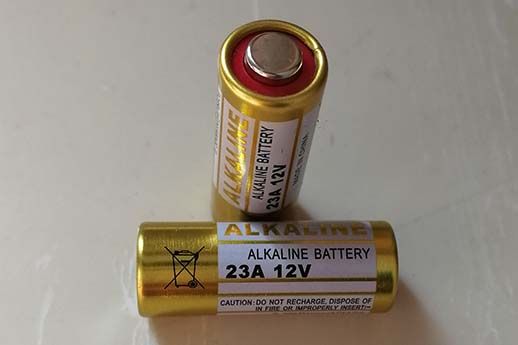 ALKALINE
ALKALINE BATTERY
23A 12V
MADE IN CHINA
ALKALINE
ALKALINE BATTERY
23A 12V
CAUTION: DO NOT RECHARGE, DISPOSE OF
IN FIRE OR IMPROPERLY INSERT!